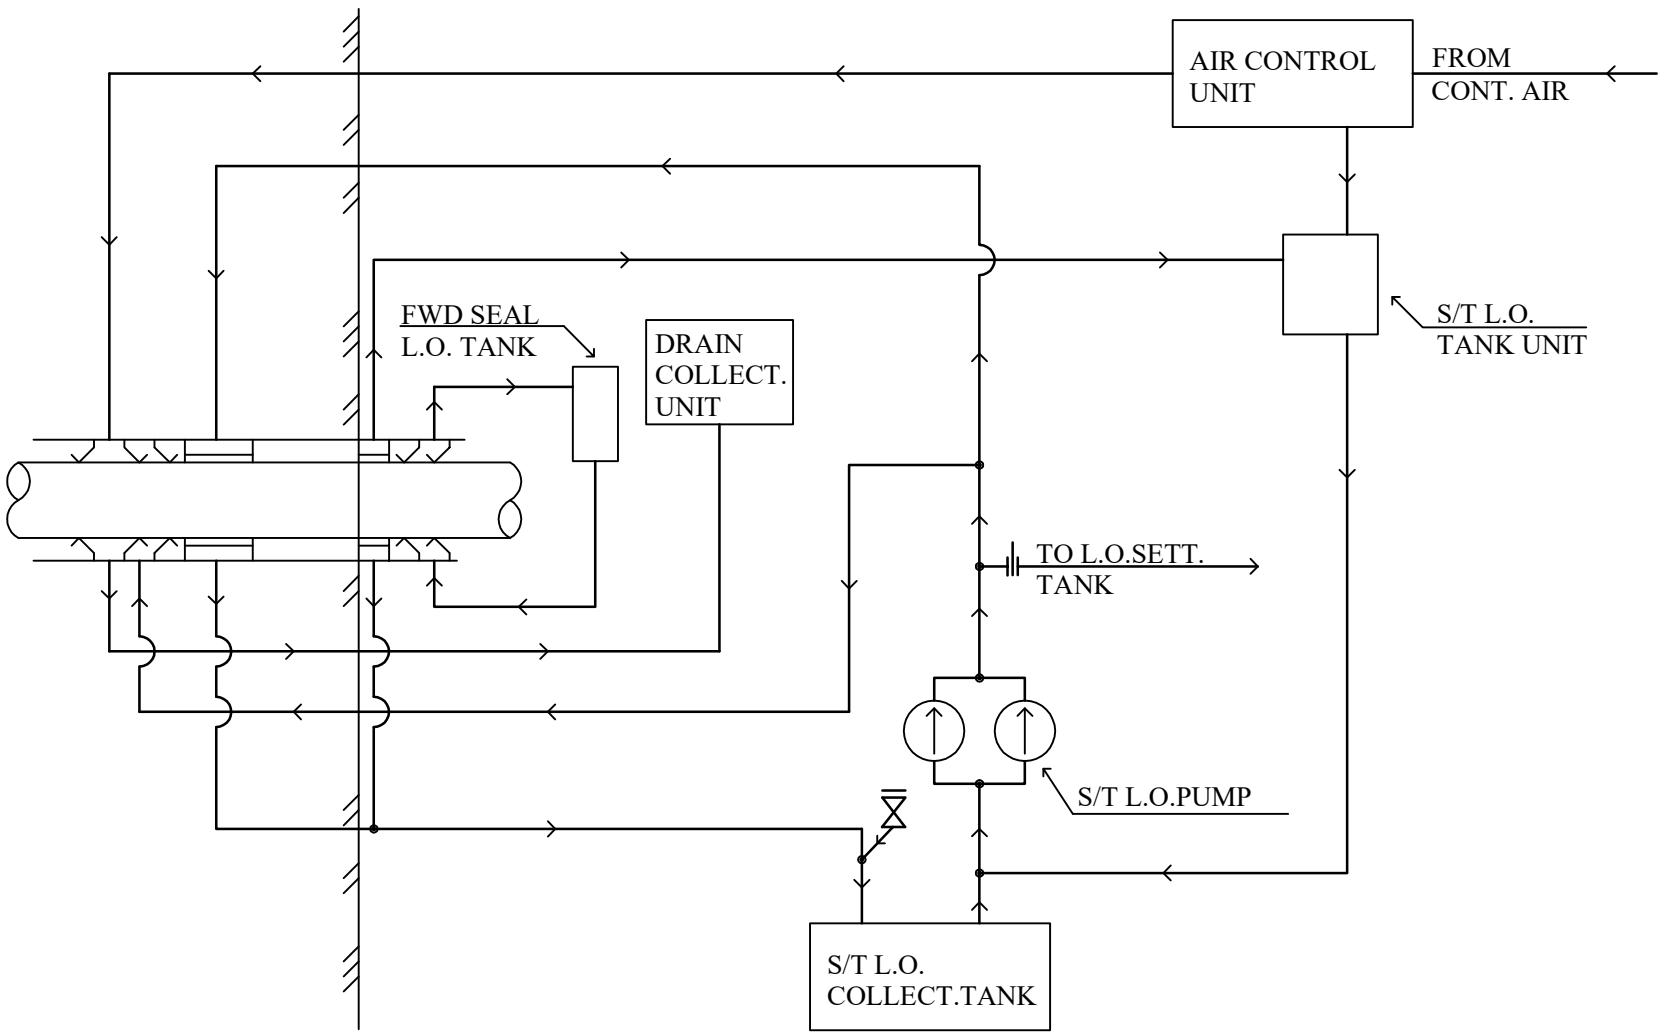 AIR CONTROL
UNIT
FROM
CONT. AIR
FWD SEAL
L.O. TANK
DRAIN
COLLECT.
UNIT
S/T L.O.
TANK UNIT
TO L.O.SETT.
TANK
S/T L.O.PUMP
S/T L.O.
COLLECT.TANK